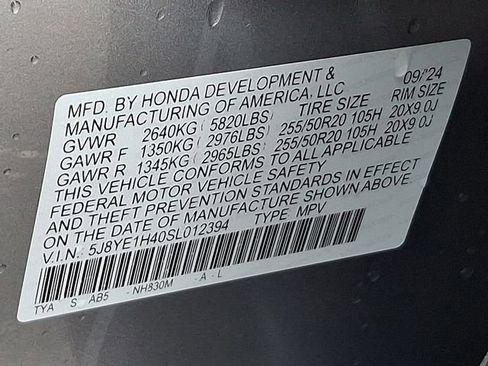 MFD. BY HONDA DEVELOPMENT & 09/'24
MANUFACTURING OF AMERICA, LLC
GVWR 2640KG ( 5820LBS) TIRE SIZE RIM SIZE
GAWR F 1350KG ( 2976LBS) 255/50R20 105H 20X9.0J
GAWR R 1345KG ( 2965LBS) 255/50R20 105H 20X9.0J
THIS VEHICLE CONFORMS TO ALL APPLICABLE
FEDERAL MOTOR VEHICLE SAFETY
AND THEFT PREVENTION STANDARDS IN EFFECT
ON THE DATE OF MANUFACTURE SHOWN ABOVE.
V.I.N.: 5J8YE1H40SL012394 TYPE MPV
TYA S AB5 -NH830M -A -L